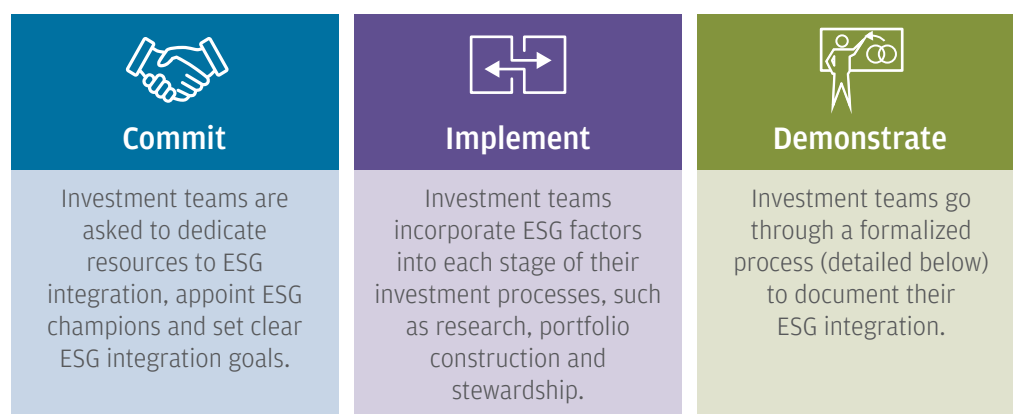 Commit
Investment teams are
asked to dedicate
resources to ESG
integration, appoint ESG
champions and set clear
ESG integration goals.
Implement
Investment teams
incorporate ESG factors
into each stage of their
investment processes, such
as research, portfolio
construction and
stewardship.
Demonstrate
Investment teams go
through a formalized
process (detailed below)
to document their
ESG integration.